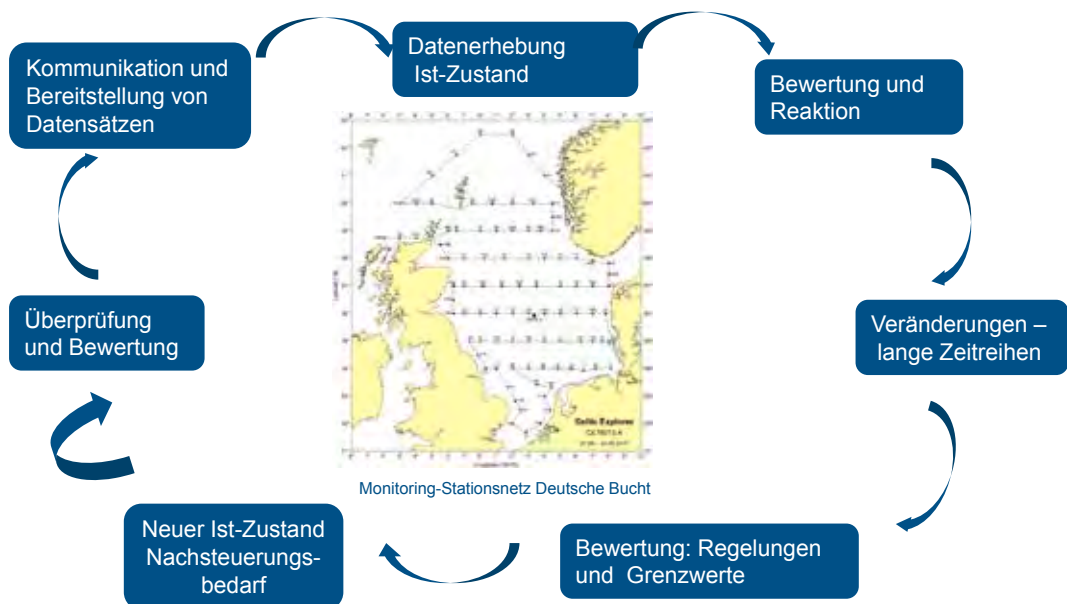 Datenerhebung
Ist-Zustand
Bewertung und
Reaktion
Veränderungen –
lange Zeitreihen
Bewertung: Regelungen
und Grenzwerte
Neuer Ist-Zustand
Nachsteuerungs-
bedarf
Überprüfung
und Bewertung
Kommunikation und
Bereitstellung von
Datensätzen
Celtic Explorer
Monitoring-Stationsnetz Deutsche Bucht